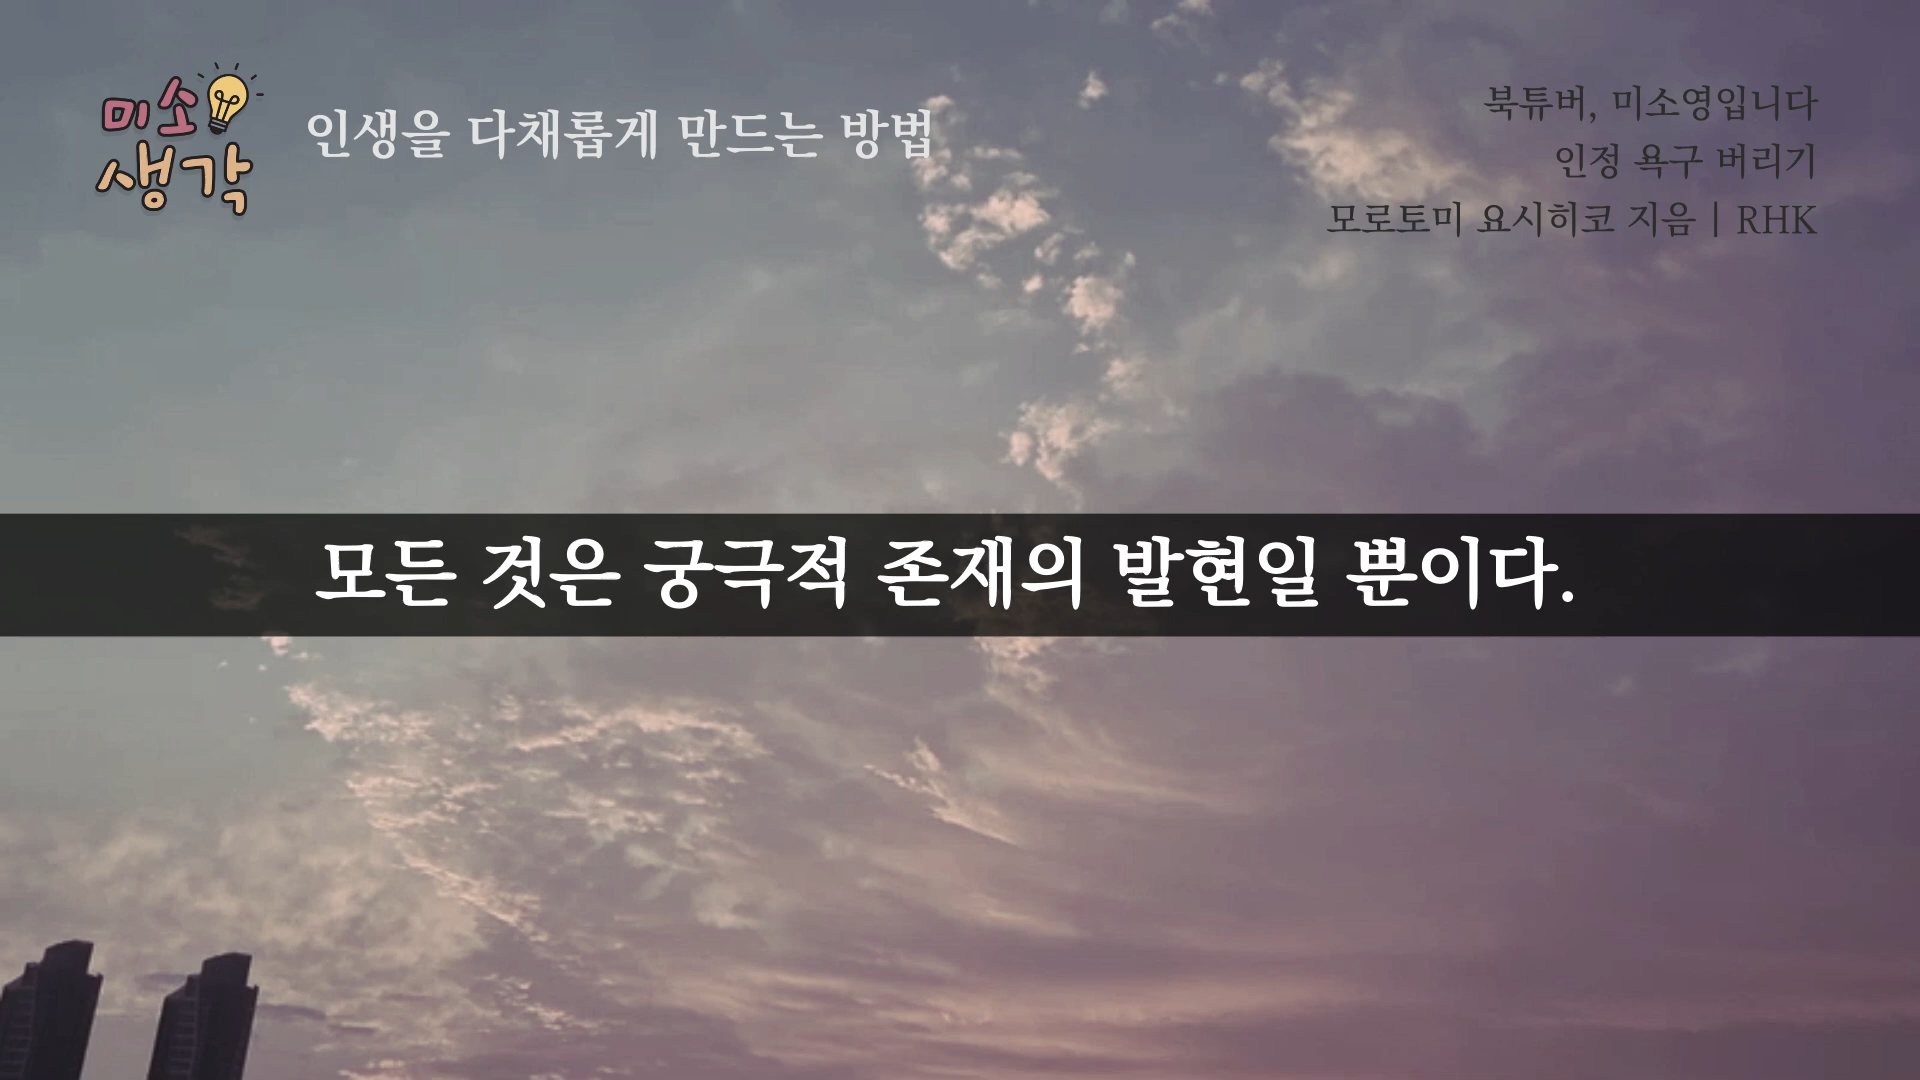 미소
생각
인생을 다채롭게 만드는 방법
북튜버, 미소영입니다
인정 욕구 버리기
모로토미 요시히코 지음 | RHK
모든 것은 궁극적 존재의 발현일 뿐이다.